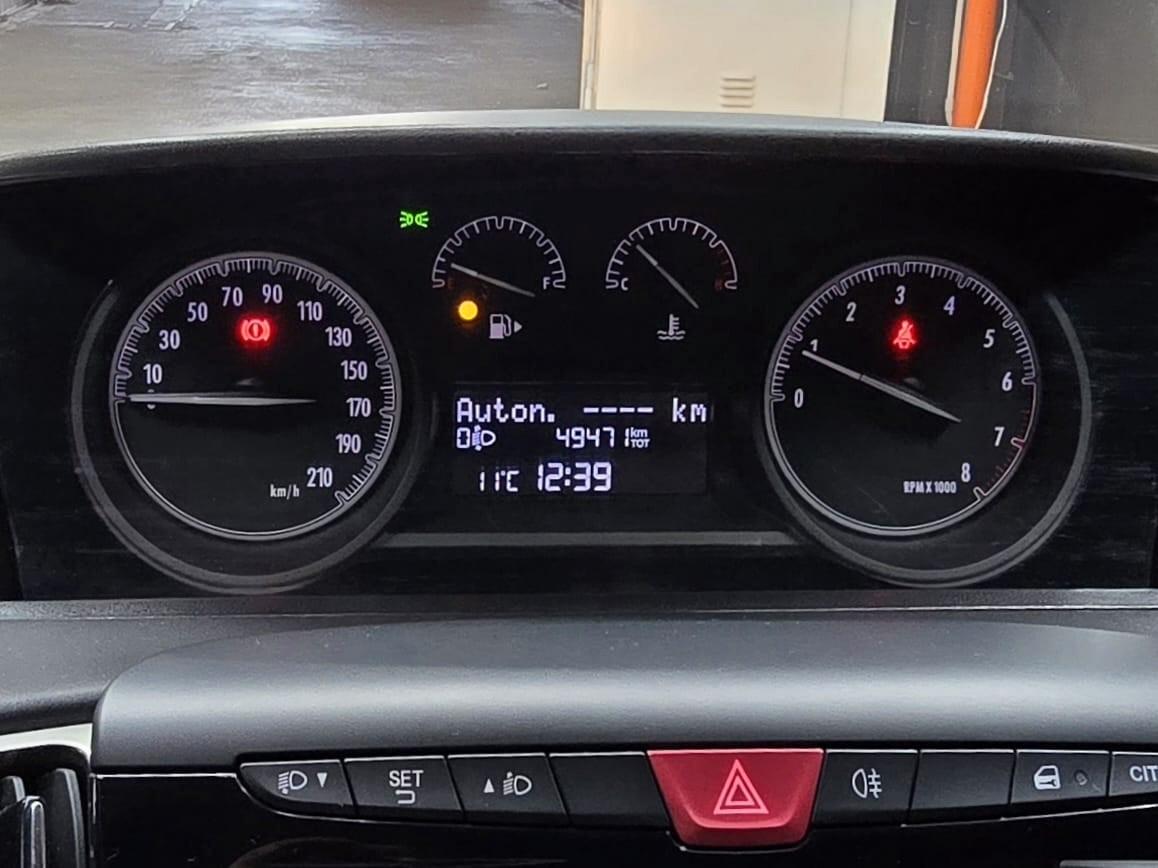 10 30 50 70 90 110 130 150 170 190 210
km/h
E F
C H
0 1 2 3 4 5 6 7 8
RPM X 1000
Auton. ---- km
0 49471 km TOT
11°C 12:39
SET
CIT